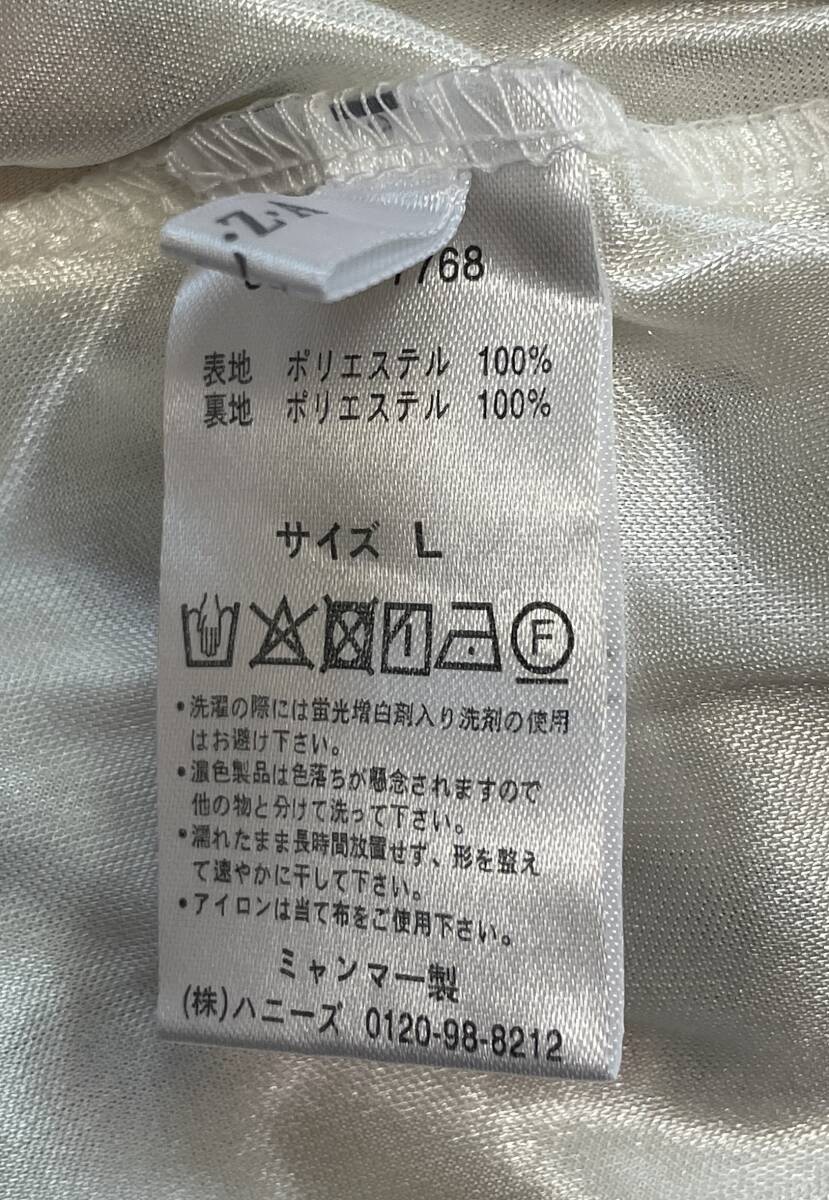 ·Z·A
7768
表地 ポリエステル 100%
裏地 ポリエステル 100%
サイズ L
F
•洗濯の際には蛍光増白剤入り洗剤の使用
はお避け下さい。
•濃色製品は色落ちが懸念されますので
他の物と分けて洗って下さい。
•濡れたまま長時間放置せず、形を整え
て速やかに干して下さい。
•アイロンは当て布をご使用下さい。
ミャンマー製
(株)ハニーズ 0120-98-8212